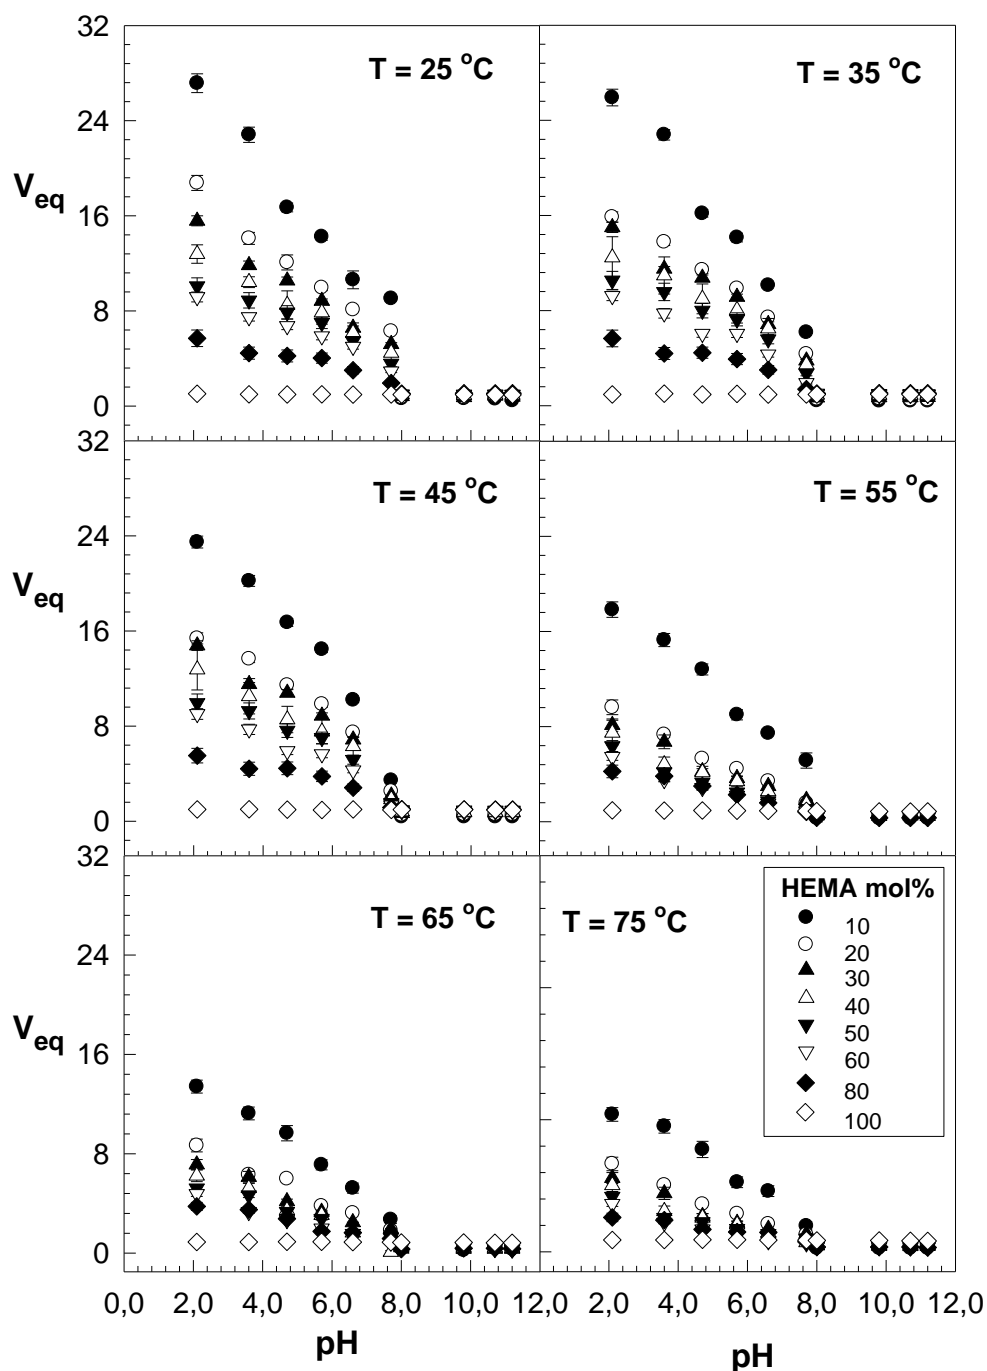 32
T = 25 °C
T = 35 °C
24
V_eq
16
8
0
32
T = 45 °C
T = 55 °C
24
V_eq
16
8
0
32
HEMA mol%
10
20
30
40
50
60
80
100
T = 65 °C
T = 75 °C
24
V_eq
16
8
0
0,0 2,0 4,0 6,0 8,0 10,0 12,0 2,0 4,0 6,0 8,0 10,0 12,0
pH
pH